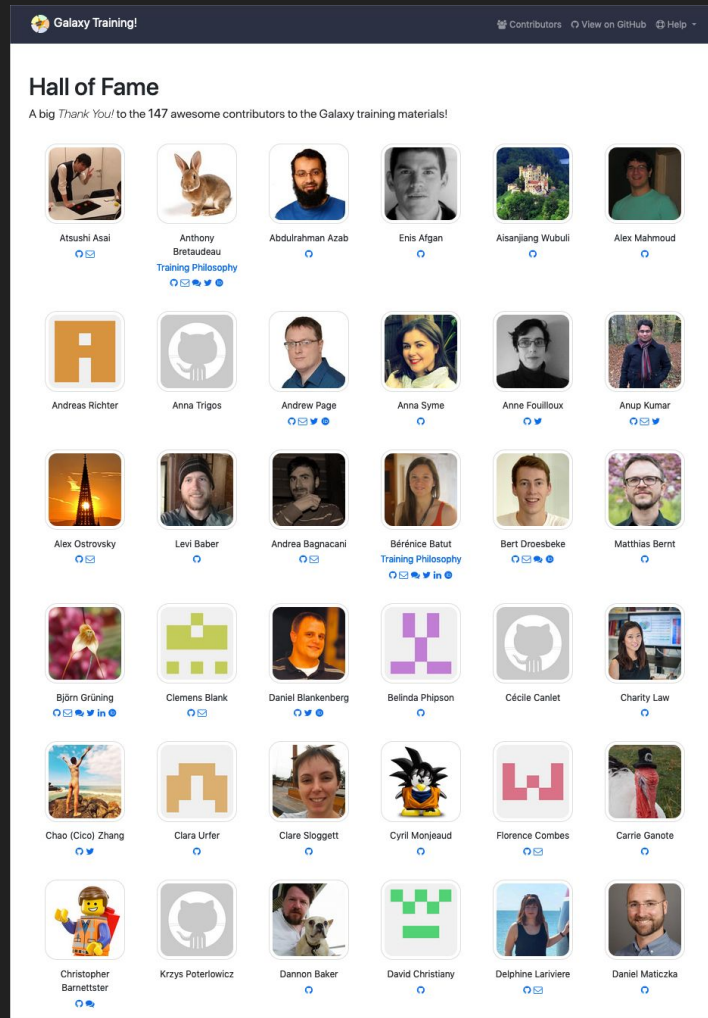 Galaxy Training!
Contributors View on GitHub Help
Hall of Fame
A big Thank You! to the 147 awesome contributors to the Galaxy training materials!
Atsushi Asai
Anthony
Bretaudeau
Training Philosophy
Abdulrahman Azab
Enis Afgan
Aisanjiang Wubuli
Alex Mahmoud
Andreas Richter
Anna Trigos
Andrew Page
Anna Syme
Anne Fouilloux
Anup Kumar
Alex Ostrovsky
Levi Baber
Andrea Bagnacani
Bérénice Batut
Training Philosophy
Bert Droesbeke
Matthias Bernt
Björn Grüning
Clemens Blank
Daniel Blankenberg
Belinda Phipson
Cécile Canlet
Charity Law
Chao (Cico) Zhang
Clara Urfer
Clare Sloggett
Cyril Monjeaud
Florence Combes
Carrie Ganote
Christopher
Barnettster
Krzys Poterlowicz
Dannon Baker
David Christiany
Delphine Lariviere
Daniel Maticzka